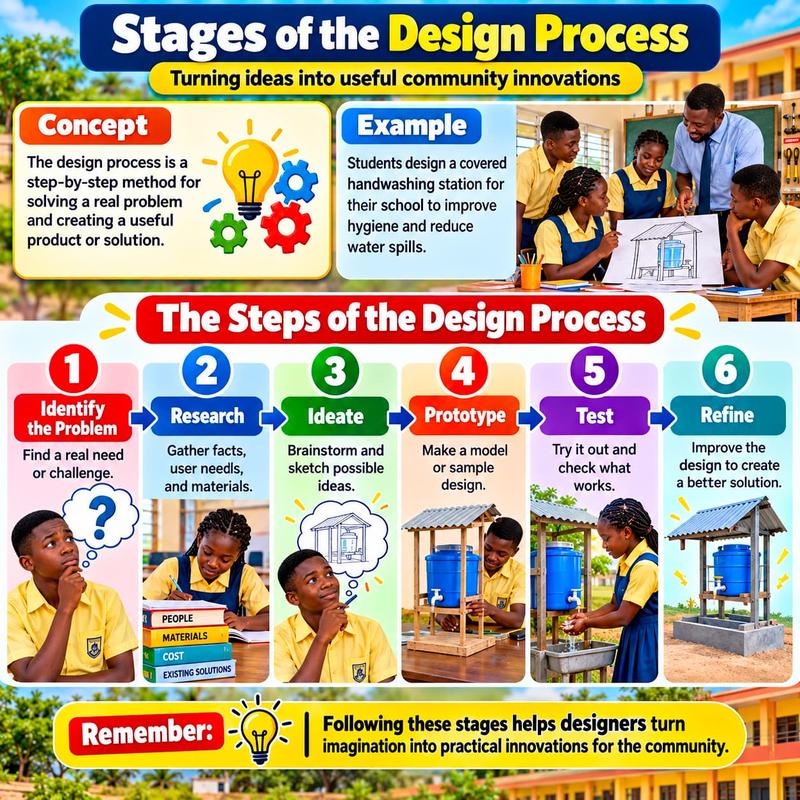 Stages of the Design Process
Turning ideas into useful community innovations
Concept
The design process is a
step-by-step method for
solving a real problem
and creating a useful
product or solution.
Example
Students design a covered
handwashing station for
their school to improve
hygiene and reduce
water spills.
The Steps of the Design Process
1
Identify
the Problem
Find a real need
or challenge.
?
2
Research
Gather facts,
user needs,
and materials.
PEOPLE
MATERIALS
COST
EXISTING SOLUTIONS
3
Ideate
Brainstorm and
sketch possible
ideas.
4
Prototype
Make a model
or sample
design.
5
Test
Try it out and
check what
works.
6
Refine
Improve the
design to create
a better solution.
Remember:
Following these stages helps designers turn
imagination into practical innovations for the community.